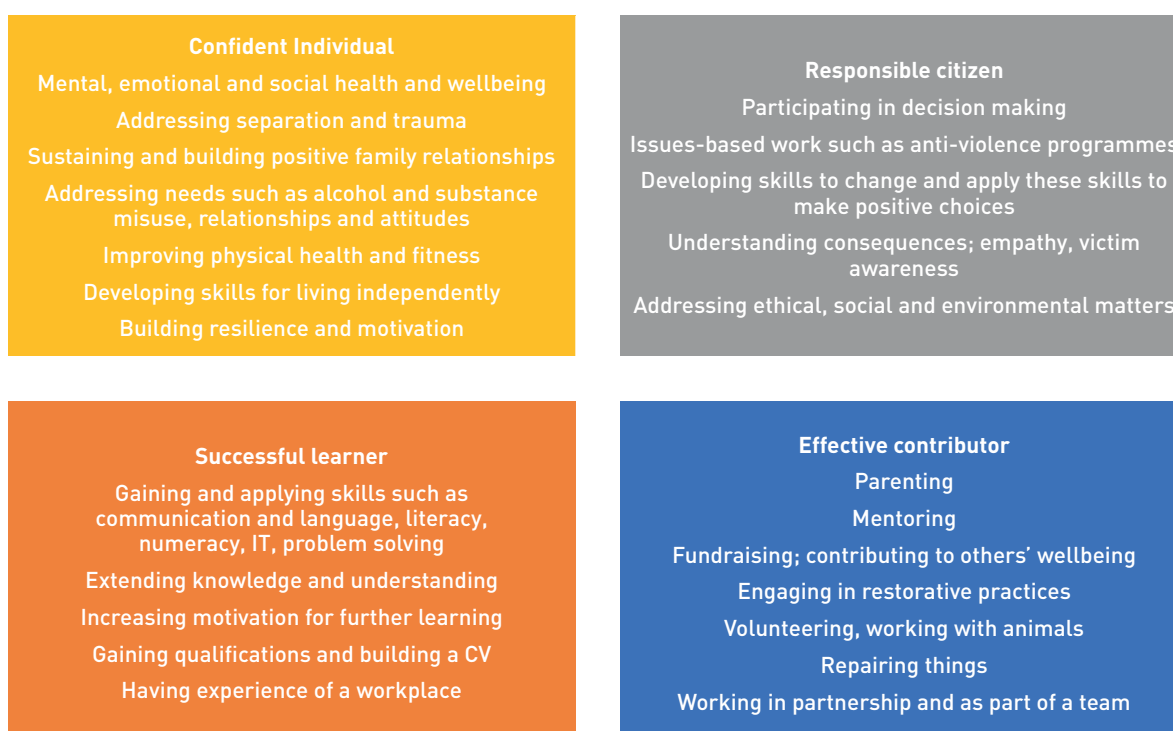 Confident Individual
Mental, emotional and social health and wellbeing
Addressing separation and trauma
Sustaining and building positive family relationships
Addressing needs such as alcohol and substance
misuse, relationships and attitudes
Improving physical health and fitness
Developing skills for living independently
Building resilience and motivation
Responsible citizen
Participating in decision making
Issues-based work such as anti-violence programmes
Developing skills to change and apply these skills to
make positive choices
Understanding consequences; empathy, victim
awareness
Addressing ethical, social and environmental matters
Successful learner
Gaining and applying skills such as
communication and language, literacy,
numeracy, IT, problem solving
Extending knowledge and understanding
Increasing motivation for further learning
Gaining qualifications and building a CV
Having experience of a workplace
Effective contributor
Parenting
Mentoring
Fundraising; contributing to others’ wellbeing
Engaging in restorative practices
Volunteering, working with animals
Repairing things
Working in partnership and as part of a team